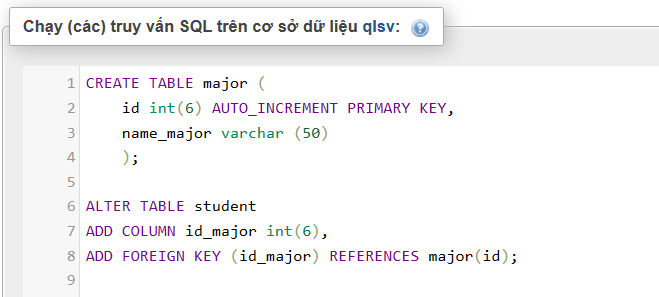 Chạy (các) truy vấn SQL trên cơ sở dữ liệu qlsv:
1 CREATE TABLE major (
2 id int(6) AUTO_INCREMENT PRIMARY KEY,
3 name_major varchar (50)
4 );
5
6 ALTER TABLE student
7 ADD COLUMN id_major int(6),
8 ADD FOREIGN KEY (id_major) REFERENCES major(id);
9